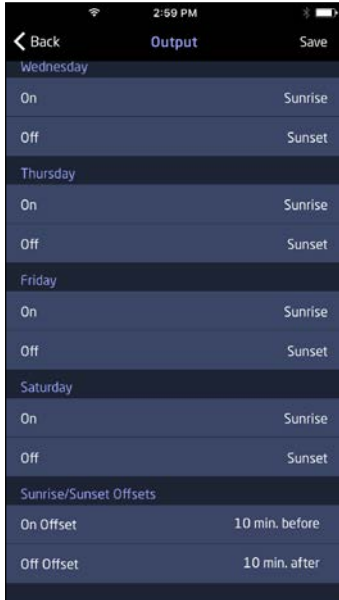 2:59 PM
Back Output Save
Wednesday
On Sunrise
Off Sunset
Thursday
On Sunrise
Off Sunset
Friday
On Sunrise
Off Sunset
Saturday
On Sunrise
Off Sunset
Sunrise/Sunset Offsets
On Offset 10 min. before
Off Offset 10 min. after